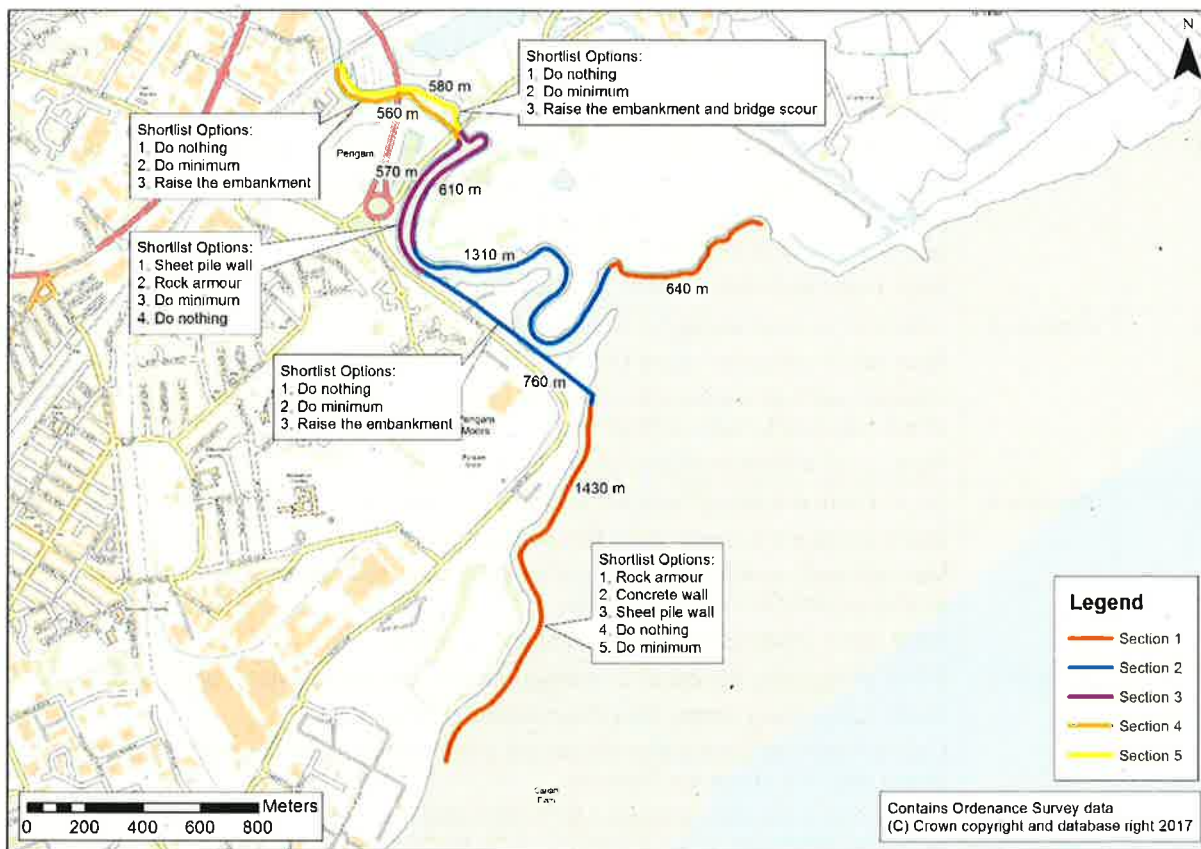 N
Shortlist Options:
1. Do nothing
2. Do minimum
3. Raise the embankment and bridge scour
580 m
560 m
Shortlist Options:
1. Do nothing
2. Do minimum
3. Raise the embankment
Pengam
570 m
610 m
Shortlist Options:
1. Sheet pile wall
2. Rock armour
3. Do minimum
4. Do nothing
1310 m
640 m
Shortlist Options:
1. Do nothing
2. Do minimum
3. Raise the embankment
760 m
Pengam
Moors
1430 m
Shortlist Options:
1. Rock armour
2. Concrete wall
3. Sheet pile wall
4. Do nothing
5. Do minimum
Legend
Section 1
Section 2
Section 3
Section 4
Section 5
Meters
0 200 400 600 800
Contains Ordenance Survey data
(C) Crown copyright and database right 2017